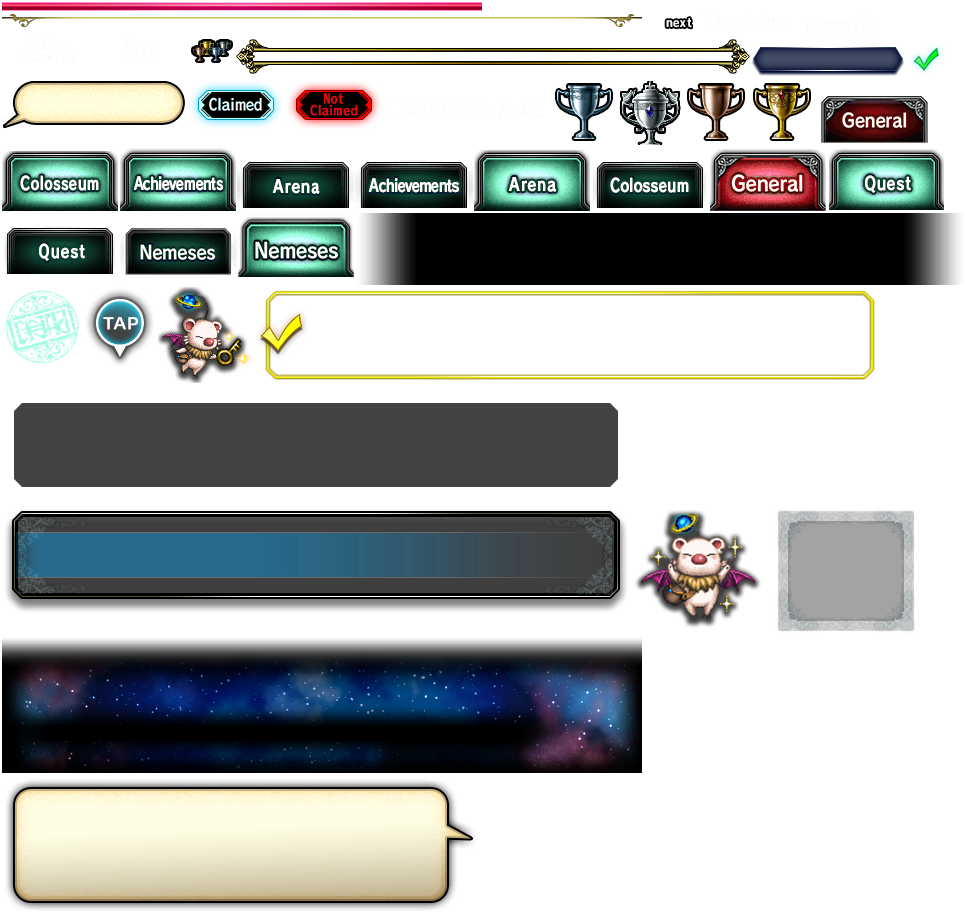 next
Claimed
Not
Claimed
General
Colosseum
Achievements
Arena
Achievements
Arena
Colosseum
General
Quest
Quest
Nemeses
Nemeses
TAP